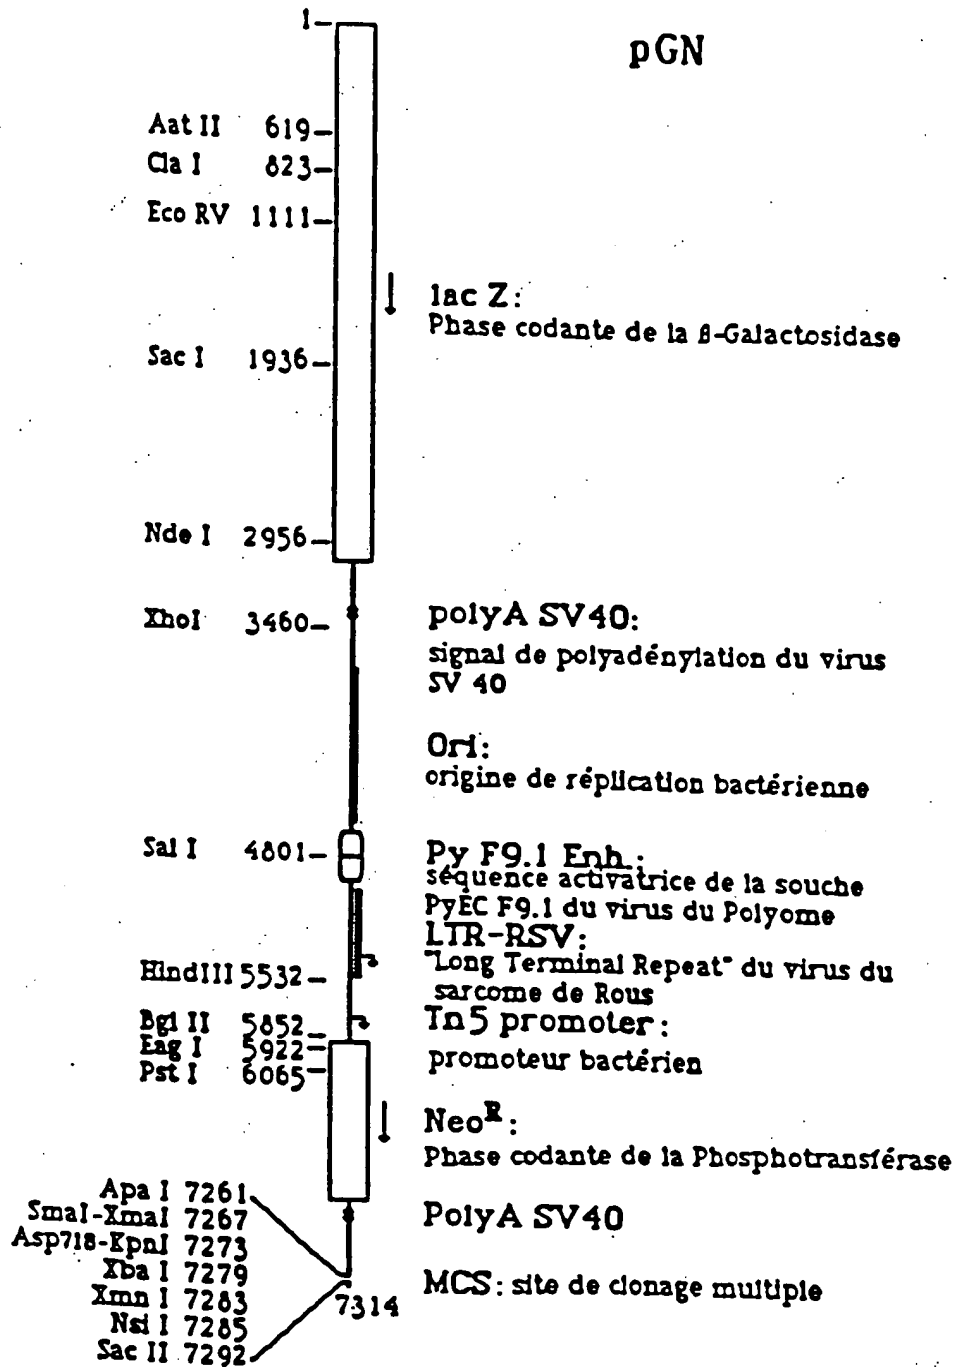 1
pGN
Aat II 619
Cla I 823
Eco RV 1111
lac Z:
Phase codante de la β-Galactosidase
Sac I 1936
Nde I 2956
XhoI 3460
polyA SV40:
signal de polyadénylation du virus
SV 40
Ori:
origine de réplication bactérienne
Sal I 4801
Py F9.1 Enh.:
séquence activatrice de la souche
PyEC F9.1 du virus du Polyome
LTR-RSV:
"Long Terminal Repeat" du virus du
sarcome de Rous
HindIII 5532
Bgl II 5852
Eag I 5922
Pst I 6065
Tn5 promoter:
promoteur bactérien
Neoᴿ:
Phase codante de la Phosphotransférase
Apa I 7261
SmaI-XmaI 7267
Asp718-KpnI 7273
Xba I 7279
Xmn I 7283
Nsi I 7285
Sac II 7292
PolyA SV40
7314
MCS: site de clonage multiple